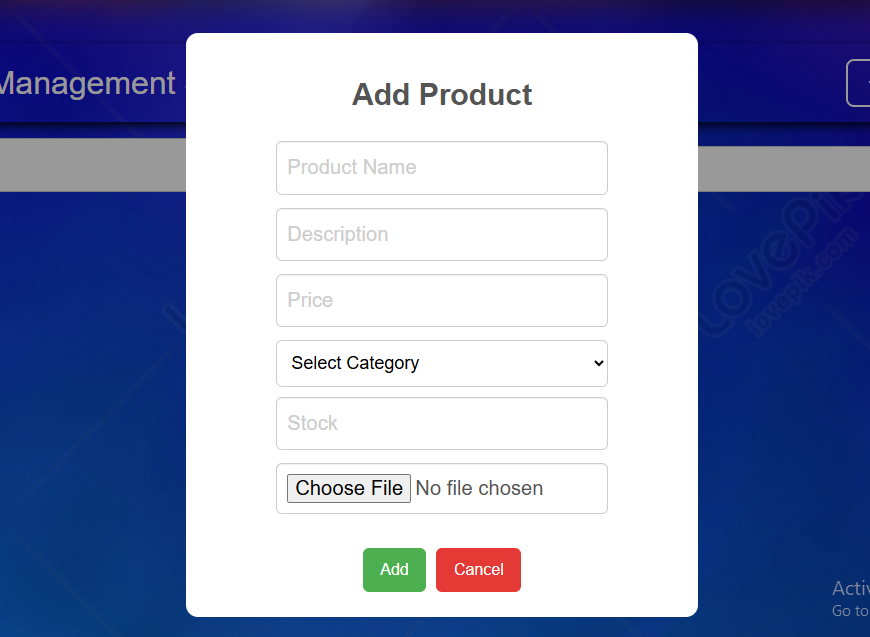 Management
Add Product
Product Name
Description
Price
Select Category
Stock
Choose File No file chosen
Add Cancel
LovePik
lovepik.com
Go to